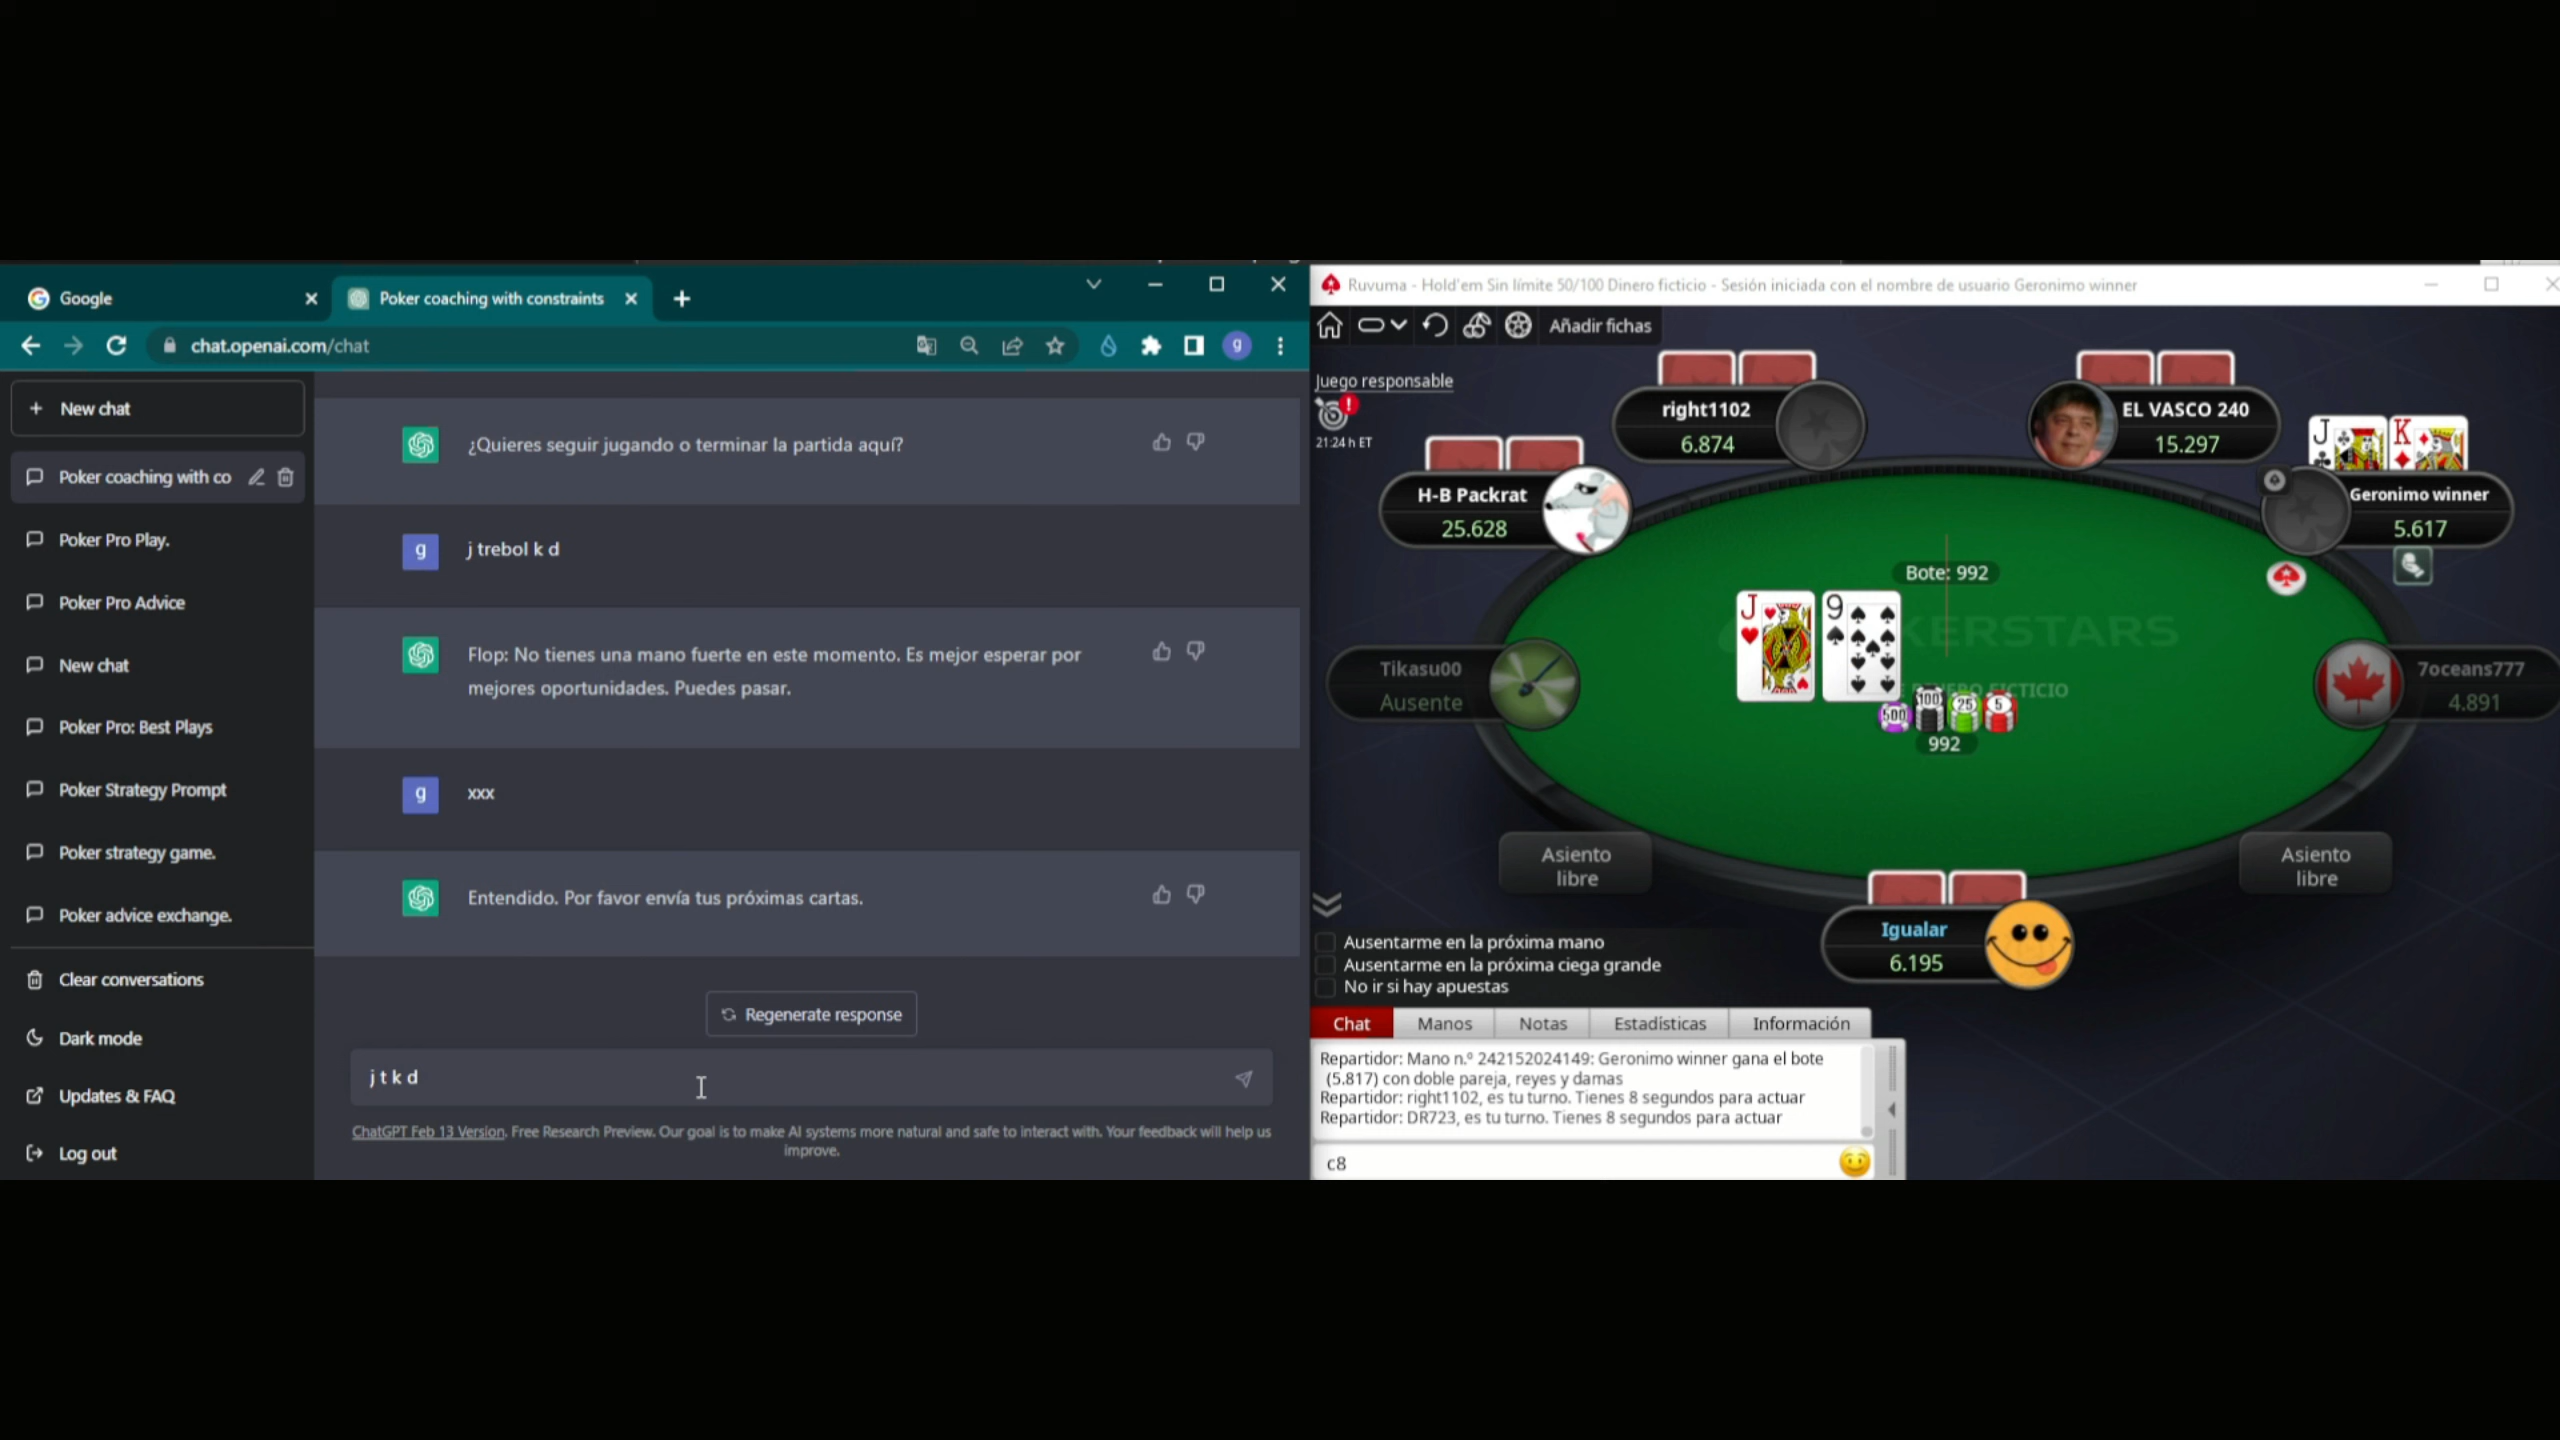 Google
Poker coaching with constraints
chat.openai.com/chat
g
New chat
Poker coaching with co
Poker Pro Play.
Poker Pro Advice
New chat
Poker Pro: Best Plays
Poker Strategy Prompt
Poker strategy game.
Poker advice exchange.
Clear conversations
Dark mode
Updates & FAQ
Log out
¿Quieres seguir jugando o terminar la partida aquí?
g
j trebol k d
Flop: No tienes una mano fuerte en este momento. Es mejor esperar por
mejores oportunidades. Puedes pasar.
g
xxx
Entendido. Por favor envía tus próximas cartas.
Regenerate response
j t k d
ChatGPT Feb 13 Version. Free Research Preview. Our goal is to make AI systems more natural and safe to interact with. Your feedback will help us
improve.
Ruvuma - Hold'em Sin límite 50/100 Dinero ficticio - Sesión iniciada con el nombre de usuario Geronimo winner
Añadir fichas
Juego responsable
!
21:24 h ET
right1102
6.874
EL VASCO 240
15.297
H-B Packrat
25.628
J K
Geronimo winner
5.617
Bote: 992
J 9
KERSTARS
FICTICIO
500 100 25 5
992
Tikasu00
Ausente
7oceans777
4.891
Asiento
libre
Asiento
libre
Igualar
6.195
Ausentarme en la próxima mano
Ausentarme en la próxima ciega grande
No ir si hay apuestas
Chat Manos Notas Estadísticas Información
Repartidor: Mano n.º 242152024149: Geronimo winner gana el bote
(5.817) con doble pareja, reyes y damas
Repartidor: right1102, es tu turno. Tienes 8 segundos para actuar
Repartidor: DR723, es tu turno. Tienes 8 segundos para actuar
c8